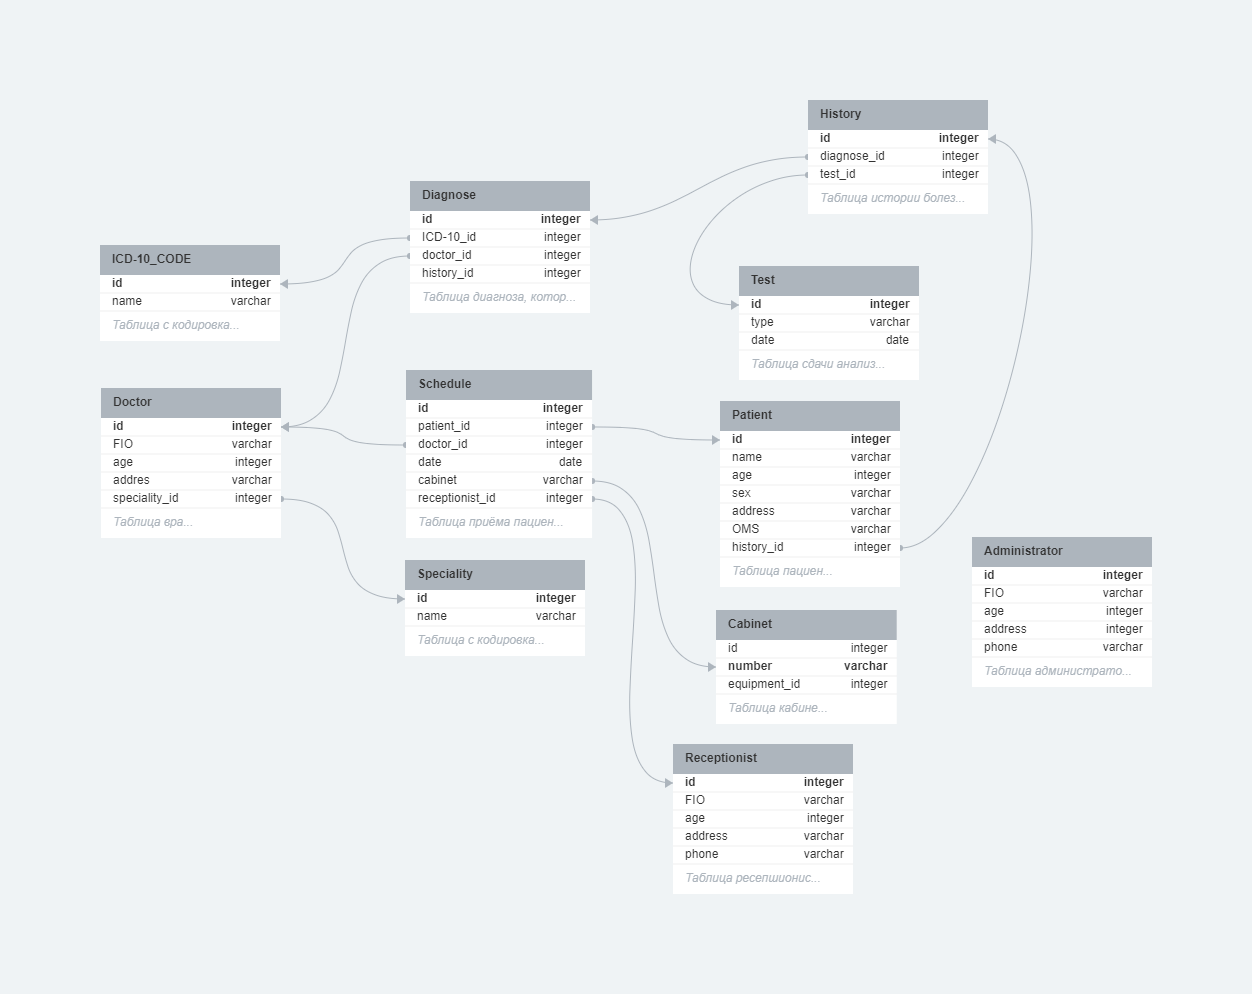 History
id integer
diagnose_id integer
test_id integer
Таблица истории болез...
Diagnose
id integer
ICD-10_id integer
doctor_id integer
history_id integer
Таблица диагноза, котор...
ICD-10_CODE
id integer
name varchar
Таблица с кодировка...
Test
id integer
type varchar
date date
Таблица сдачи анализ...
Doctor
id integer
FIO varchar
age integer
addres varchar
speciality_id integer
Таблица вра...
Schedule
id integer
patient_id integer
doctor_id integer
date date
cabinet varchar
receptionist_id integer
Таблица приёма пациен...
Patient
id integer
name varchar
age integer
sex varchar
address varchar
OMS varchar
history_id integer
Таблица пациен...
Speciality
id integer
name varchar
Таблица с кодировка...
Administrator
id integer
FIO varchar
age integer
address integer
phone varchar
Таблица администрато...
Cabinet
id integer
number varchar
equipment_id integer
Таблица кабине...
Receptionist
id integer
FIO varchar
age integer
address varchar
phone varchar
Таблица ресепшионис...